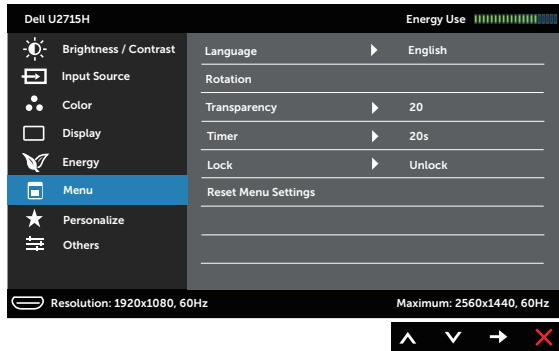 Dell U2715H Energy Use
Brightness / Contrast
Input Source
Color
Display
Energy
Menu
Personalize
Others
Language English
Rotation
Transparency 20
Timer 20s
Lock Unlock
Reset Menu Settings
Resolution: 1920x1080, 60Hz Maximum: 2560x1440, 60Hz